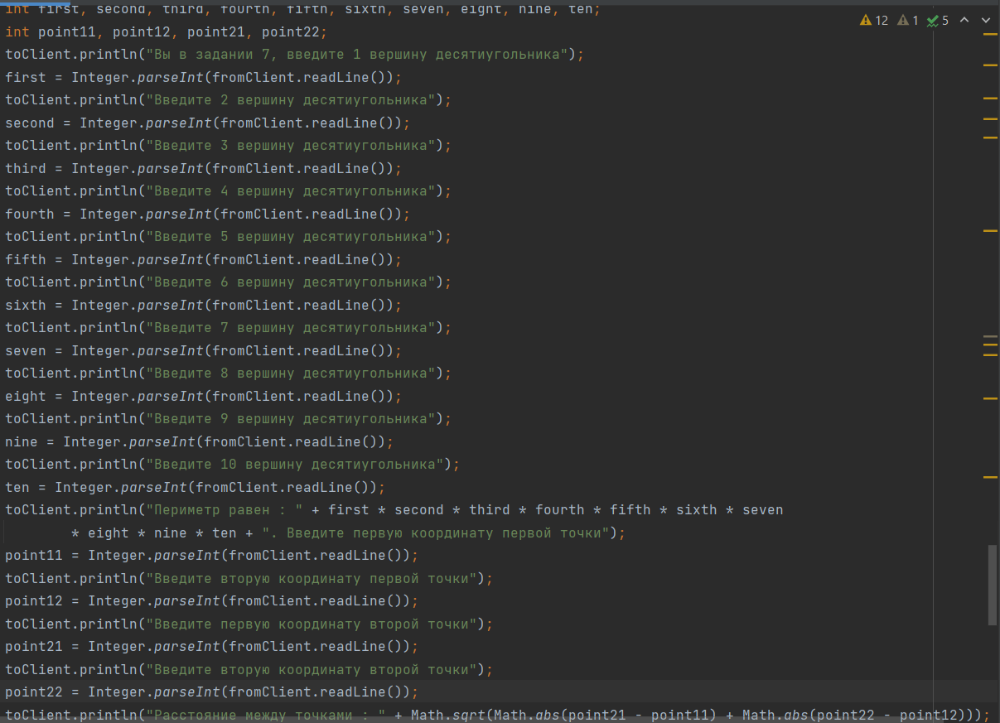 int first, second, third, fourth, fifth, sixth, seven, eight, nine, ten;
12 1 5
int point11, point12, point21, point22;
toClient.println("Вы в задании 7, введите 1 вершину десятиугольника");
first = Integer.parseInt(fromClient.readLine());
toClient.println("Введите 2 вершину десятиугольника");
second = Integer.parseInt(fromClient.readLine());
toClient.println("Введите 3 вершину десятиугольника");
third = Integer.parseInt(fromClient.readLine());
toClient.println("Введите 4 вершину десятиугольника");
fourth = Integer.parseInt(fromClient.readLine());
toClient.println("Введите 5 вершину десятиугольника");
fifth = Integer.parseInt(fromClient.readLine());
toClient.println("Введите 6 вершину десятиугольника");
sixth = Integer.parseInt(fromClient.readLine());
toClient.println("Введите 7 вершину десятиугольника");
seven = Integer.parseInt(fromClient.readLine());
toClient.println("Введите 8 вершину десятиугольника");
eight = Integer.parseInt(fromClient.readLine());
toClient.println("Введите 9 вершину десятиугольника");
nine = Integer.parseInt(fromClient.readLine());
toClient.println("Введите 10 вершину десятиугольника");
ten = Integer.parseInt(fromClient.readLine());
toClient.println("Периметр равен : " + first * second * third * fourth * fifth * sixth * seven
* eight * nine * ten + ". Введите первую координату первой точки");
point11 = Integer.parseInt(fromClient.readLine());
toClient.println("Введите вторую координату первой точки");
point12 = Integer.parseInt(fromClient.readLine());
toClient.println("Введите первую координату второй точки");
point21 = Integer.parseInt(fromClient.readLine());
toClient.println("Введите вторую координату второй точки");
point22 = Integer.parseInt(fromClient.readLine());
toClient.println("Расстояние между точками : " + Math.sqrt(Math.abs(point21 - point11) + Math.abs(point22 - point12)));